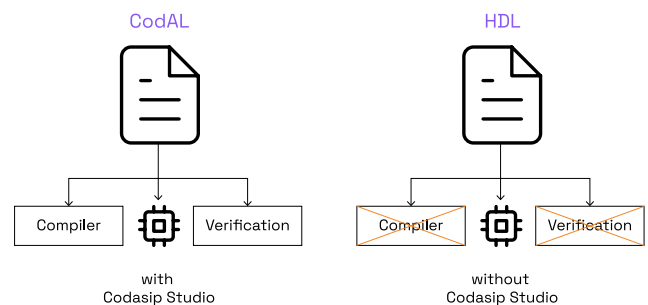 CodAL
HDL
Compiler
Verification
Compiler
Verification
with
Codasip Studio
without
Codasip Studio